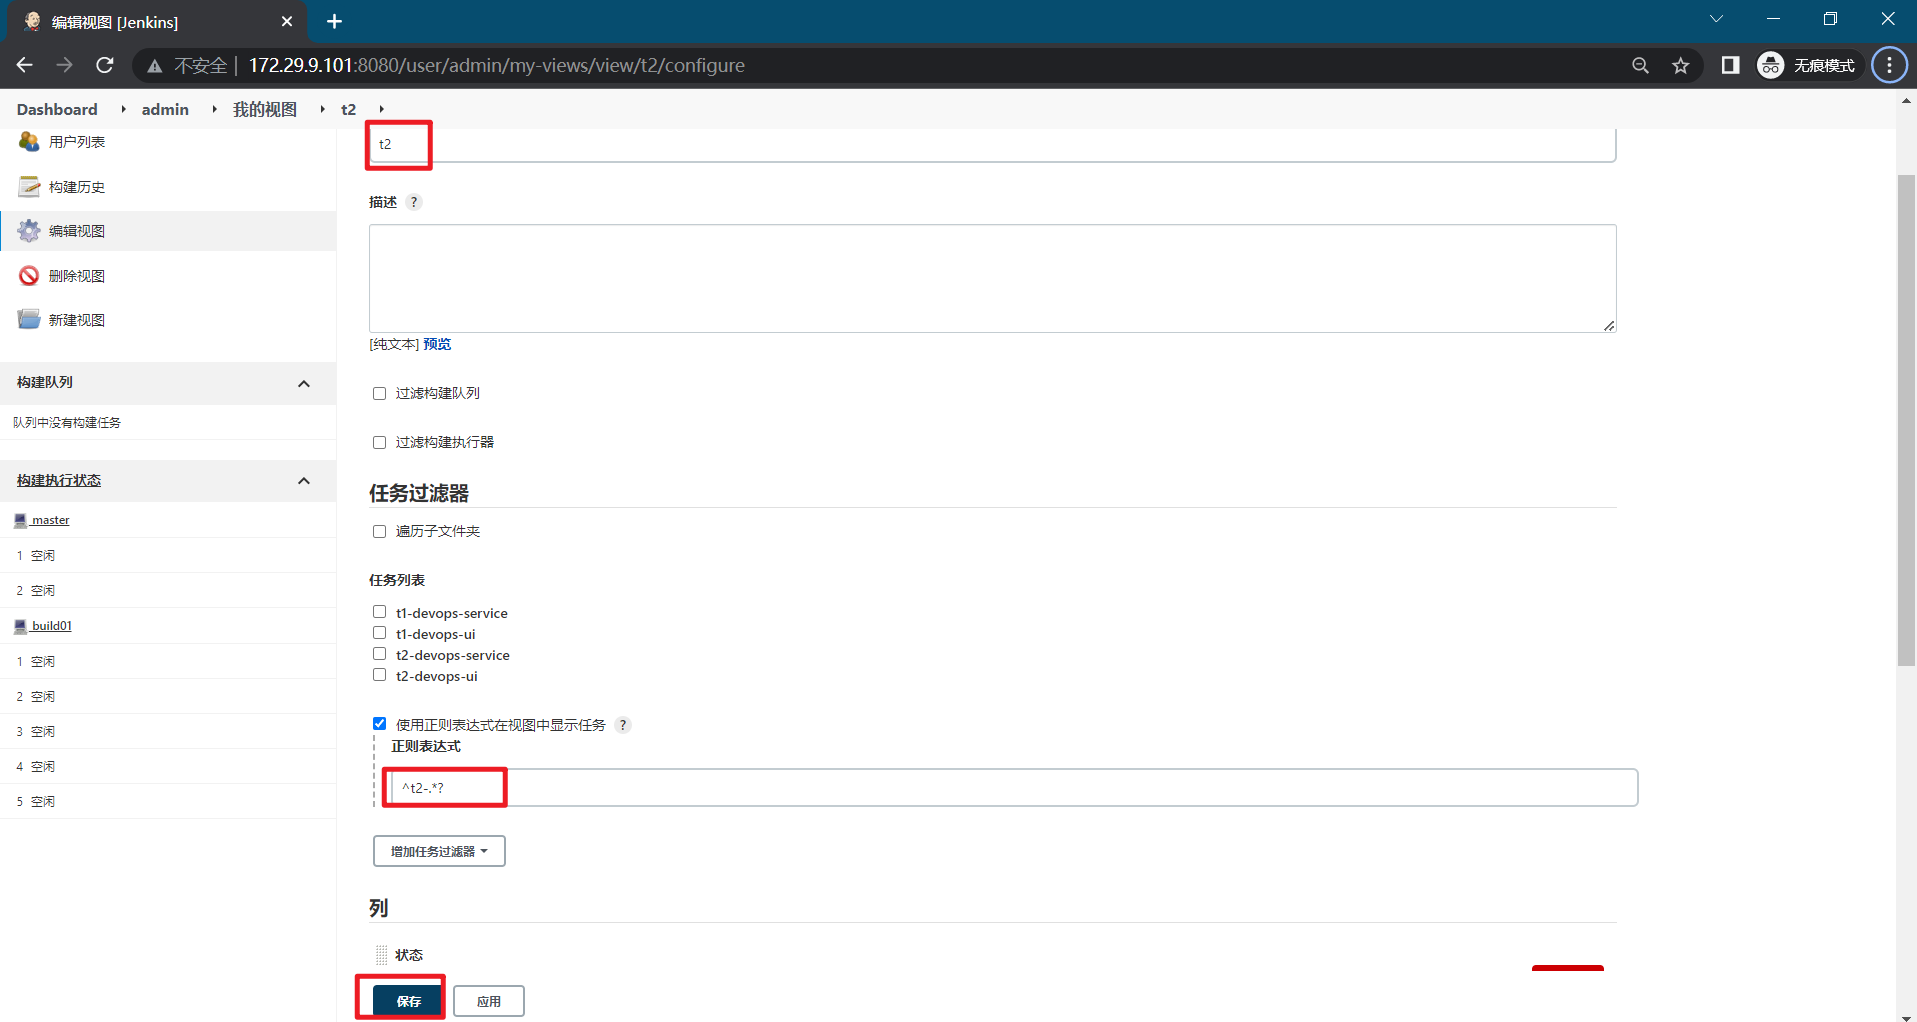 编辑视图 [Jenkins]
不安全 | 172.29.9.101:8080/user/admin/my-views/view/t2/configure
无痕模式
Dashboard admin 我的视图 t2
用户列表
构建历史
编辑视图
删除视图
新建视图
构建队列
队列中没有构建任务
构建执行状态
master
1 空闲
2 空闲
build01
1 空闲
2 空闲
3 空闲
4 空闲
5 空闲
t2
描述 ?
[纯文本] 预览
过滤构建队列
过滤构建执行器
任务过滤器
遍历子文件夹
任务列表
t1-devops-service
t1-devops-ui
t2-devops-service
t2-devops-ui
使用正则表达式在视图中显示任务 ?
正则表达式
^t2-.*?
增加任务过滤器
列
状态
保存 应用